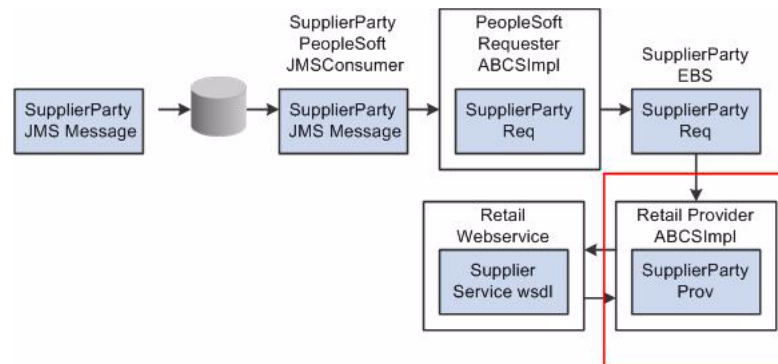 SupplierParty
JMS Message
SupplierParty
PeopleSoft
JMSConsumer
SupplierParty
JMS Message
PeopleSoft
Requester
ABCSImpl
SupplierParty
Req
SupplierParty
EBS
SupplierParty
Req
Retail
Webservice
Supplier
Service wsdl
Retail Provider
ABCSImpl
SupplierParty
Prov